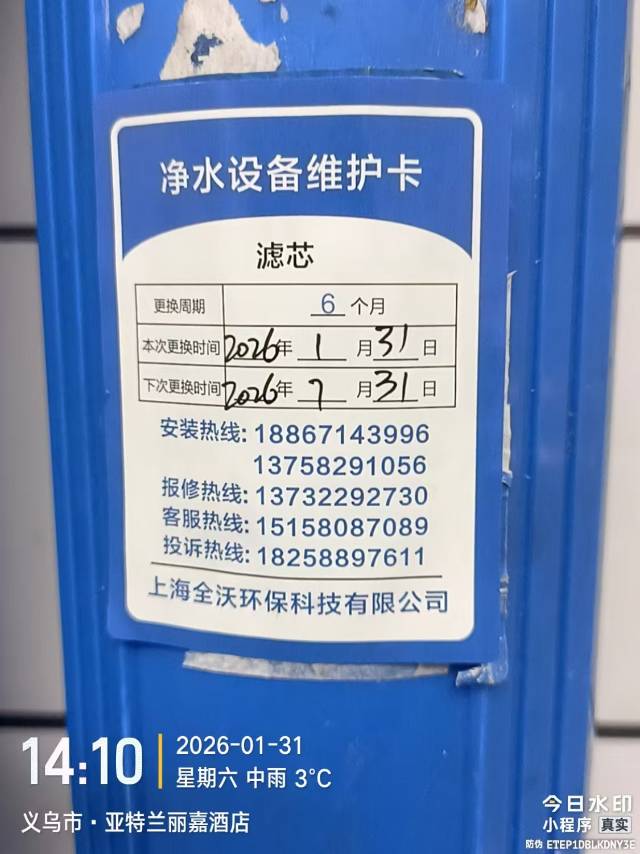 净水设备维护卡
滤芯
更换周期 6 个月
本次更换时间 2026年 1 月 31 日
下次更换时间 2026年 7 月 31 日
安装热线: 18867143996
13758291056
报修热线: 13732292730
客服热线: 15158087089
投诉热线: 18258897611
上海全沃环保科技有限公司
14:10 2026-01-31
星期六 中雨 3°C
义乌市·亚特兰丽嘉酒店
今日水印
小程序 真实
防伪 ETEP1DBLKDNY3E